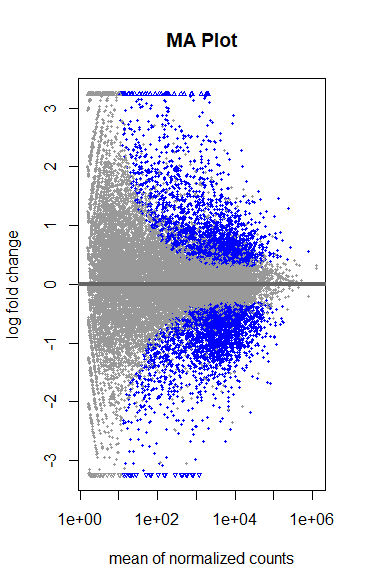 MA Plot
log fold change
3
2
1
0
-1
-2
-3
1e+00
1e+02
1e+04
1e+06
mean of normalized counts